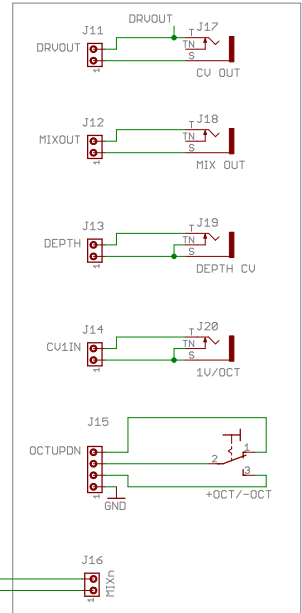 DRVOUT
J11
J17
DRVOUT
T
TN
S
1
CV OUT
J12
J18
MIXOUT
T
TN
S
1
MIX OUT
J13
J19
DEPTH
T
TN
S
1
DEPTH CV
J14
J20
CV1IN
T
TN
S
1
1V/OCT
J15
OCTUPDN
1
2
3
1
+OCT/-OCT
GND
J16
MIXn
1